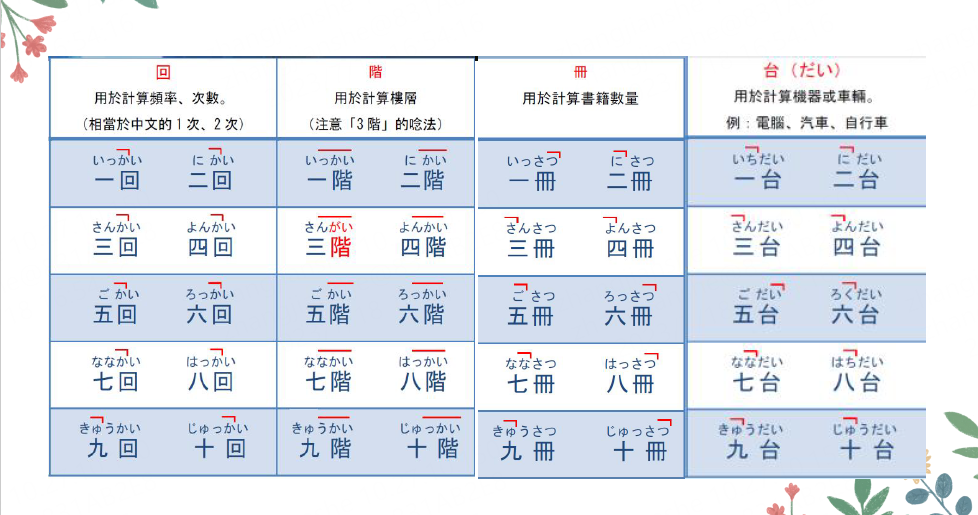 回
用於計算頻率、次數。
(相當於中文的1次、2次)
いっかい にかい
一回 二回
さんかい よんかい
三回 四回
ごかい ろっかい
五回 六回
ななかい はっかい
七回 八回
きゅうかい じゅっかい
九回 十回
階
用於計算樓層
(注意「3階」的唸法)
いっかい にかい
一階 二階
さんがい よんかい
三階 四階
ごかい ろっかい
五階 六階
ななかい はっかい
七階 八階
きゅうかい じゅっかい
九階 十階
冊
用於計算書籍數量
いっさつ にさつ
一冊 二冊
さんさつ よんさつ
三冊 四冊
ごさつ ろっさつ
五冊 六冊
ななさつ はっさつ
七冊 八冊
きゅうさつ じゅっさつ
九冊 十冊
台(だい)
用於計算機器或車輛。
例:電腦、汽車、自行車
いちだい にだい
一台 二台
さんだい よんだい
三台 四台
ごだい ろくだい
五台 六台
ななだい はちだい
七台 八台
きゅうだい じゅうだい
九台 十台